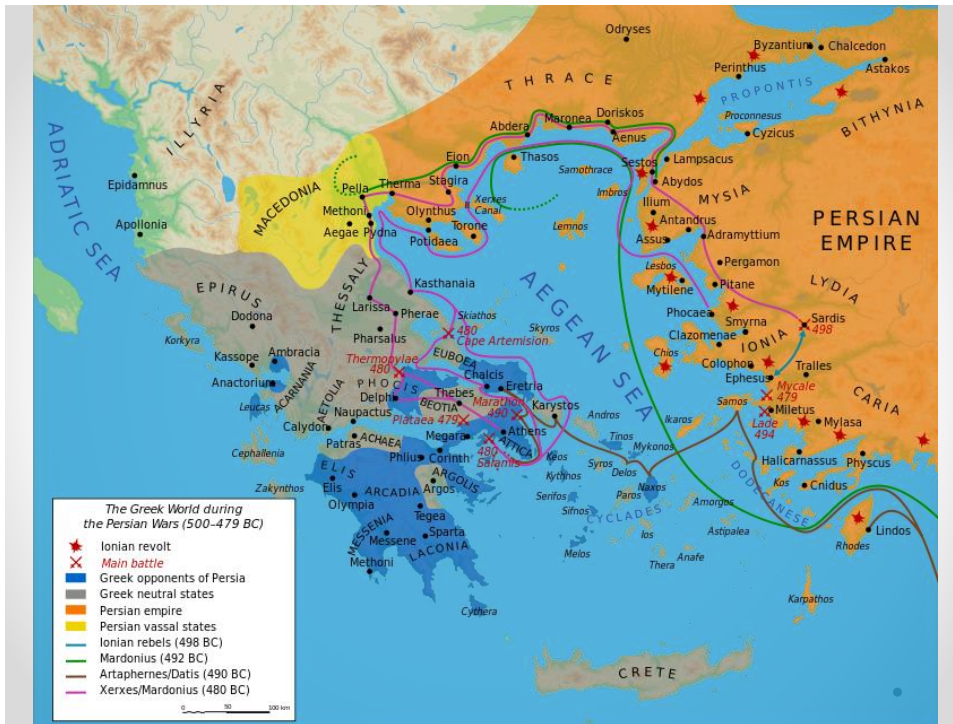 Odryses
Byzantium
Chalcedon
Perinthus
Astakos
THRACE
PROPONTIS
BITHYNIA
ILLYRIA
ADRIATIC SEA
Proconnesus
Cyzicus
Abdera
Maronea
Doriskos
Aenus
Eion
Thasos
Samothrace
Sestos
Lampsacus
Epidamnus
MACEDONIA
Pella
Therma
Stagira
Xerxes
Canal
Imbros
Abydos
MYSIA
Ilium
Apollonia
Methoni
Olynthus
Torone
Lemnos
Antandrus
PERSIAN
EMPIRE
Aegae
Pydna
Potidaea
Assus
Adramyttium
Lesbos
Pergamon
EPIRUS
THESSALY
Kasthanaia
AEGEAN SEA
Mytilene
Pitane
LYDIA
Larissa
Dodona
Pherae
Skiathos
Phocaea
Smyrna
Sardis
498
Korkyra
Pharsalus
480
Cape Artemision
Skyros
Clazomenae
IONIA
Kassope
Ambracia
Thermopylae
480
EUBOEA
Chios
Colophon
Tralles
Anactorium
ACARNANIA
AETOLIA
PHOCIS
Chalcis
Eretria
Ephesus
Mycale
479
Delphi
Thebes
Marathon
490
Leucas
Naupactus
BEOTIA
Karystos
Andros
Samos
Ikaros
Miletus
CARIA
Calydon
Plataea 479
Athens
Lade
494
Mylasa
Patras
ACHAEA
Megara
ATTICA
Tinos
Mykonos
Cephallenia
Philus
Corinth
480
Salamis
Keos
Syros
Delos
Halicarnassus
Physcus
ELIS
ARGOLIS
Kythnos
Naxos
DODECANESE
Zakynthos
Elis
ARCADIA
Argos
Serifos
Paros
Kos
Cnidus
Olympia
Sifnos
CYCLADES
Amorgos
Tegea
Ios
Astipalea
Lindos
MESSENIA
Messene
Sparta
LACONIA
Melos
Anafe
Thera
Rhodes
Methoni
Karpathos
Cythera
CRETE
The Greek World during
the Persian Wars (500–479 BC)
Ionian revolt
Main battle
Greek opponents of Persia
Greek neutral states
Persian empire
Persian vassal states
Ionian rebels (498 BC)
Mardonius (492 BC)
Artaphernes/Datis (490 BC)
Xerxes/Mardonius (480 BC)
0 50 100 km